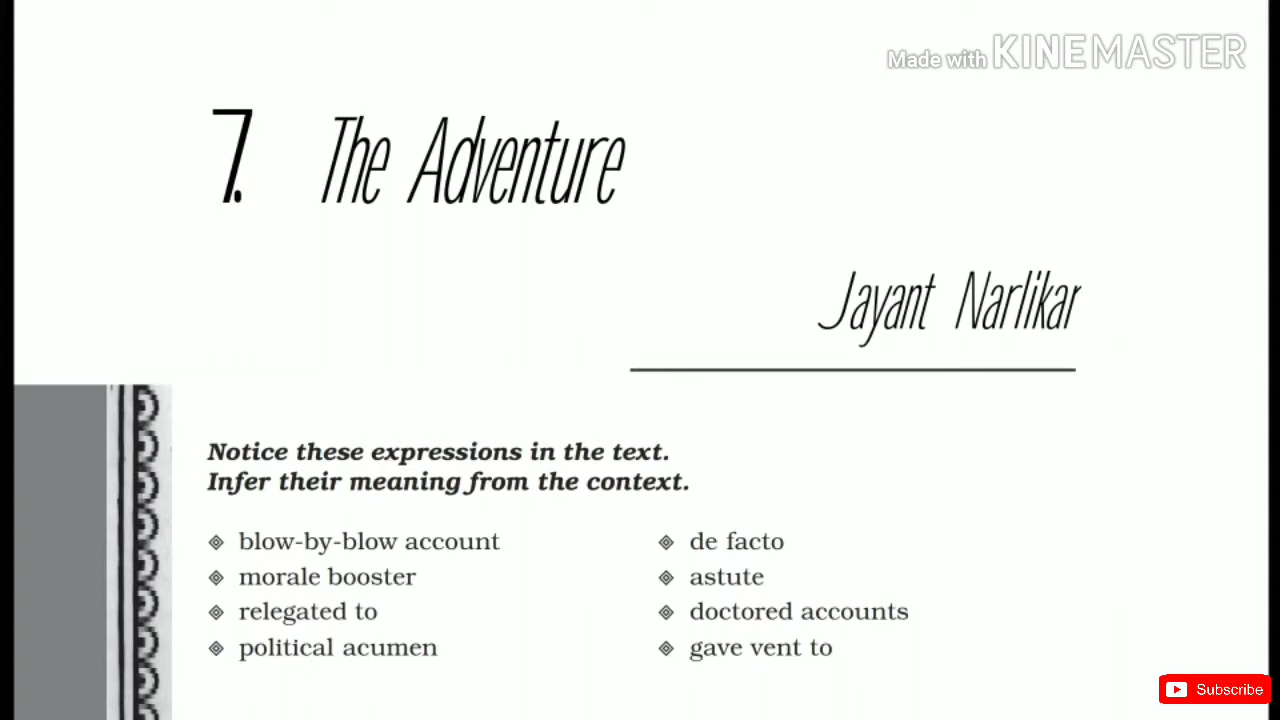 Made with KINEMASTER
7. The Adventure
Jayant Narlikar
Notice these expressions in the text.
Infer their meaning from the context.
blow-by-blow account
morale booster
relegated to
political acumen
de facto
astute
doctored accounts
gave vent to
Subscribe